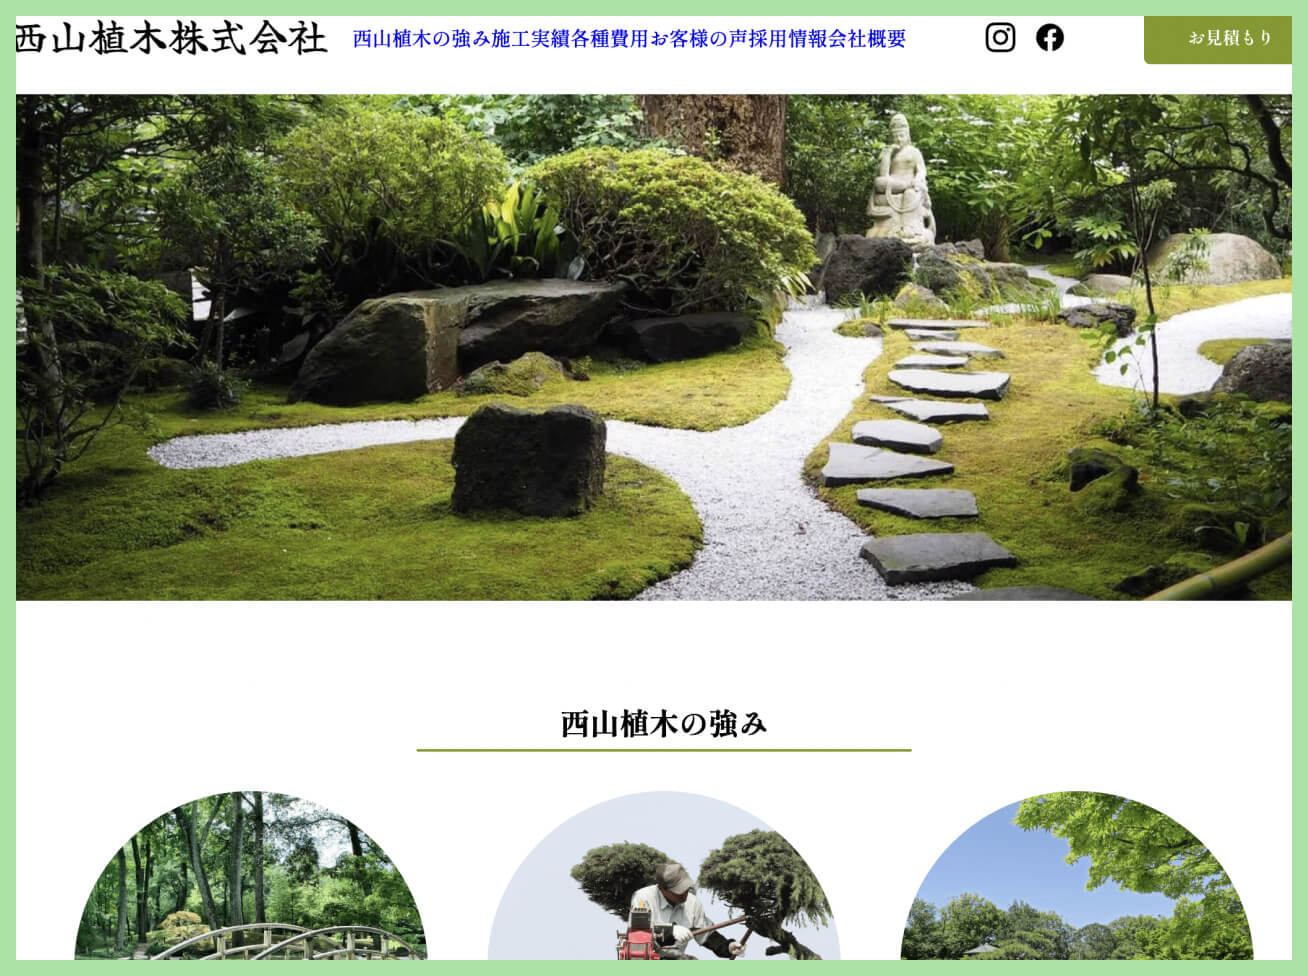 西山植木株式会社
西山植木の強み施工実績各種費用お客様の声採用情報会社概要
お見積もり
西山植木の強み